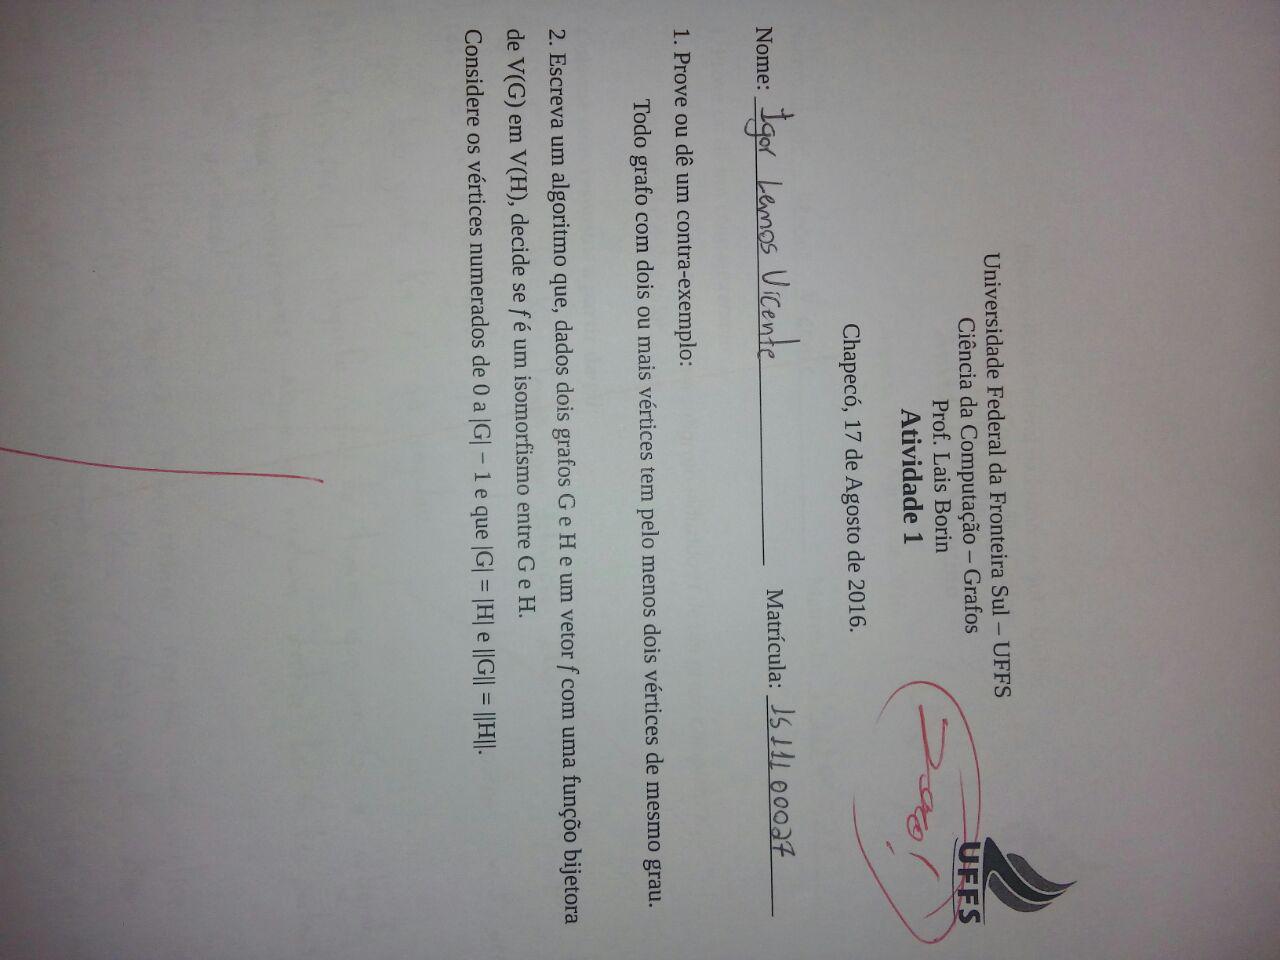 Universidade Federal da Fronteira Sul – UFFS
Ciência da Computação – Grafos
Prof. Lais Borin
Atividade 1
UFFS
Chapecó, 17 de Agosto de 2016.
Nome: Igor Lemos Vicente Matrícula: 1511100027
1. Prove ou dê um contra-exemplo:
Todo grafo com dois ou mais vértices tem pelo menos dois vértices de mesmo grau.
2. Escreva um algoritmo que, dados dois grafos G e H e um vetor f com uma função bijetora
de V(G) em V(H), decide se f é um isomorfismo entre G e H.
Considere os vértices numerados de 0 a |G| − 1 e que |G| = |H| e ||G|| = ||H||.